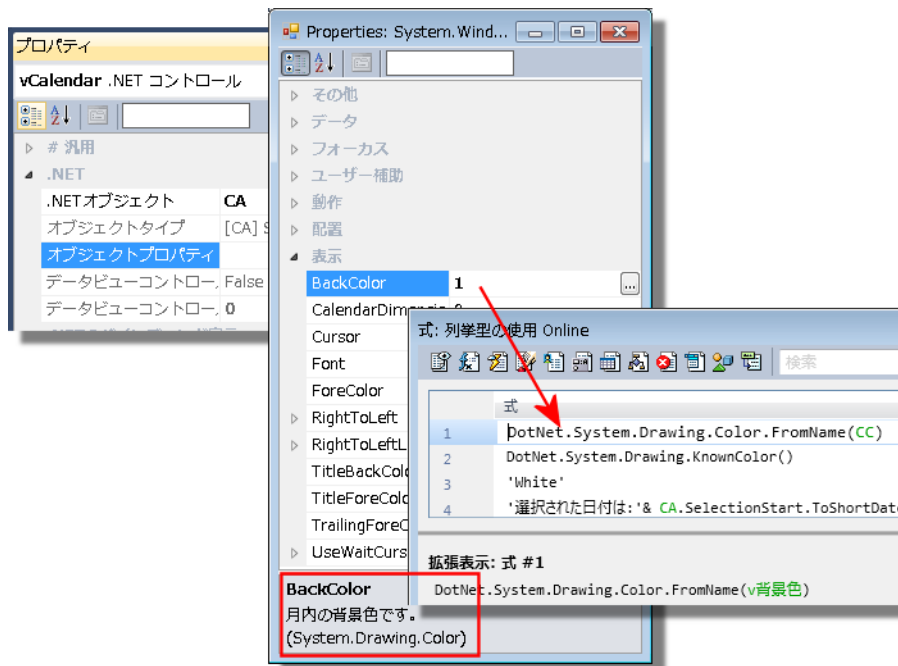 プロパティ
vCalendar .NET コントロール
# 汎用
.NET
.NETオブジェクト CA
オブジェクトタイプ [CA] S
オブジェクトプロパティ
データビューコントロー. False
データビューコントロー. 0
Properties: System.Wind...
その他
データ
フォーカス
ユーザー補助
動作
配置
表示
BackColor 1 ...
CalendarDimensio
Cursor
Font
ForeColor
RightToLeft
RightToLeftL
TitleBackColo
TitleForeColo
TrailingForeC
UseWaitCurs
BackColor
月内の背景色です。
(System.Drawing.Color)
式: 列挙型の使用 Online
検索
式
1 DotNet.System.Drawing.Color.FromName(CC)
2 DotNet.System.Drawing.KnownColor()
3 'White'
4 '選択された日付は:'& CA.SelectionStart.ToShortDate
拡張表示: 式 #1
DotNet.System.Drawing.Color.FromName(v背景色)